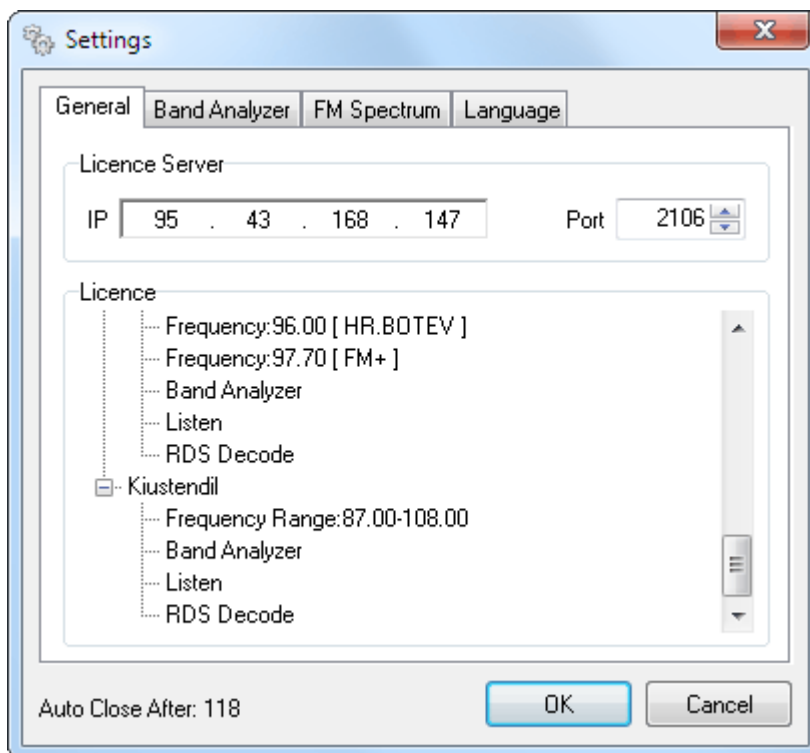 Settings
General Band Analyzer FM Spectrum Language
Licence Server
IP 95 . 43 . 168 . 147 Port 2106
Licence
Frequency:96.00 [ HR.BOTEV ]
Frequency:97.70 [ FM+ ]
Band Analyzer
Listen
RDS Decode
Kiustendil
Frequency Range:87.00-108.00
Band Analyzer
Listen
RDS Decode
Auto Close After: 118 OK Cancel